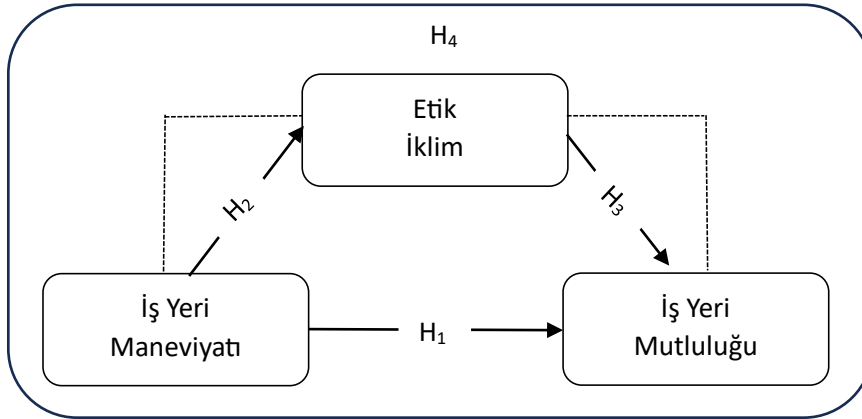 H₄
Etik
İklim
H₂
H₃
İş Yeri
Maneviyatı
H₁
İş Yeri
Mutluluğu